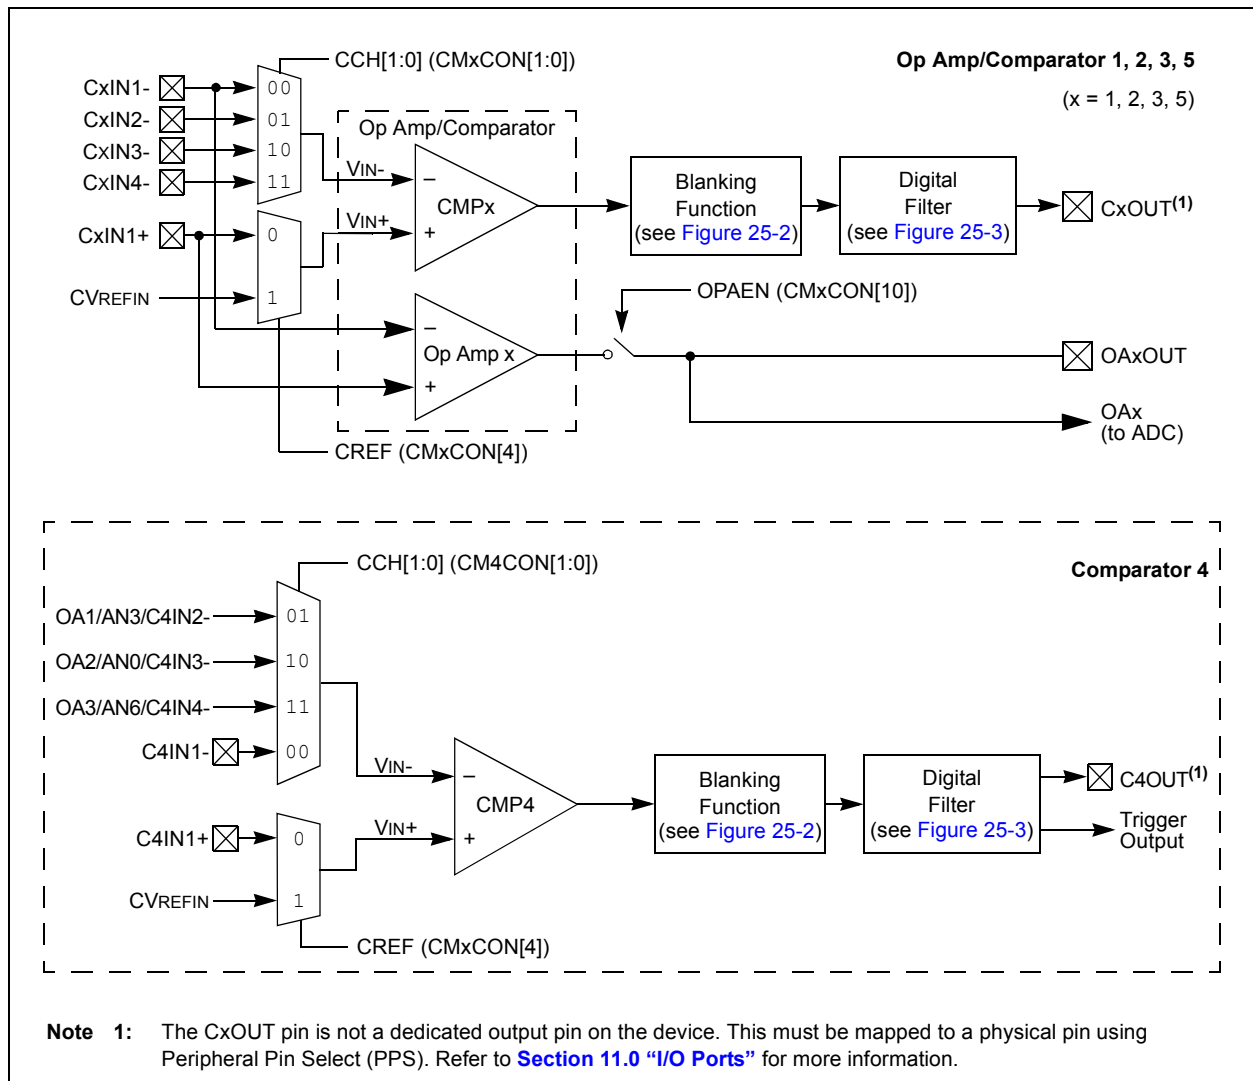 CCH[1:0] (CMxCON[1:0])
Op Amp/Comparator 1, 2, 3, 5
(x = 1, 2, 3, 5)
CxIN1-
00
CxIN2-
01
CxIN3-
10
CxIN4-
11
Op Amp/Comparator
VIN-
–
CMPx
+
VIN+
CxIN1+
0
CVREFIN
1
Blanking
Function
(see Figure 25-2)
Digital
Filter
(see Figure 25-3)
CxOUT(1)
OPAEN (CMxCON[10])
–
Op Amp x
+
OAxOUT
OAx
(to ADC)
CREF (CMxCON[4])
CCH[1:0] (CM4CON[1:0])
Comparator 4
OA1/AN3/C4IN2-
01
OA2/AN0/C4IN3-
10
OA3/AN6/C4IN4-
11
C4IN1-
00
VIN-
–
CMP4
+
VIN+
C4IN1+
0
CVREFIN
1
Blanking
Function
(see Figure 25-2)
Digital
Filter
(see Figure 25-3)
C4OUT(1)
Trigger
Output
CREF (CMxCON[4])
Note 1: The CxOUT pin is not a dedicated output pin on the device. This must be mapped to a physical pin using
Peripheral Pin Select (PPS). Refer to Section 11.0 “I/O Ports” for more information.